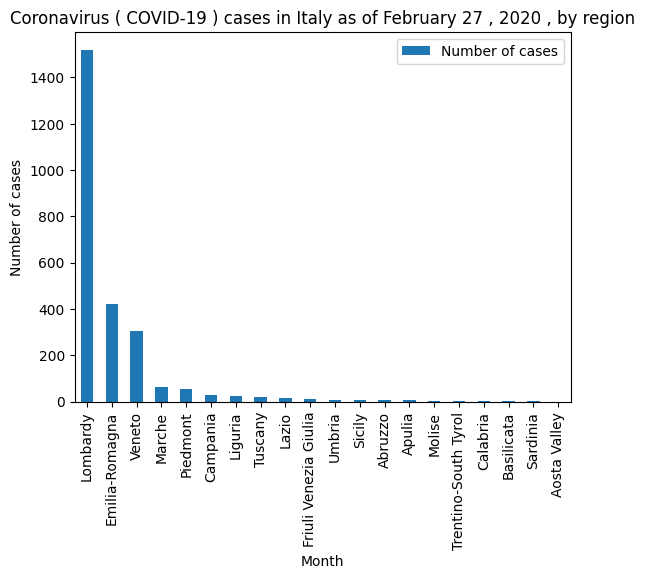 Coronavirus ( COVID-19 ) cases in Italy as of February 27 , 2020 , by region
Number of cases
1400
1200
1000
800
600
400
200
0
Number of cases
Lombardy
Emilia-Romagna
Veneto
Marche
Piedmont
Campania
Liguria
Tuscany
Lazio
Friuli Venezia Giulia
Umbria
Sicily
Abruzzo
Apulia
Molise
Trentino-South Tyrol
Calabria
Basilicata
Sardinia
Aosta Valley
Month